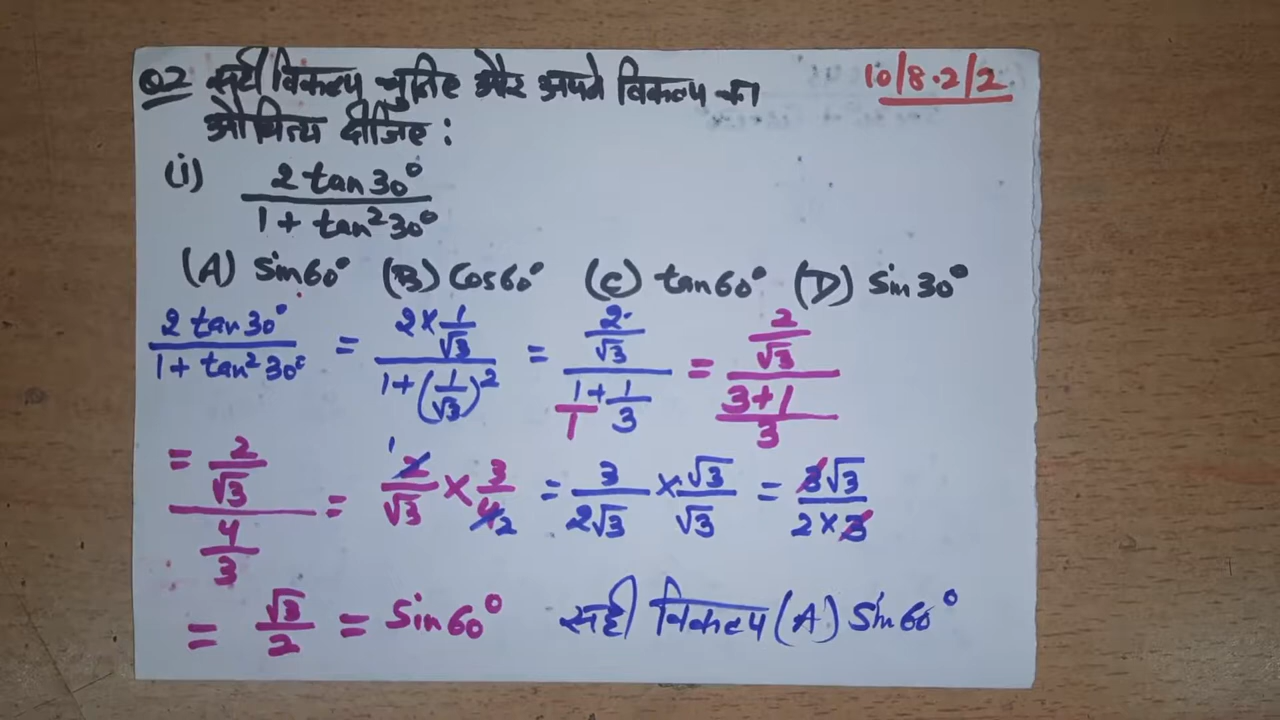 Q2 सही विकल्प चुनिए और अपने विकल्प का
औचित्य दीजिए :
10/8.2/2
(i) 2 tan 30° / 1 + tan² 30°
(A) Sin 60° (B) Cos 60° (C) tan 60° (D) Sin 30°
2 tan 30° / 1 + tan² 30° = 2 × 1/√3 / 1 + (1/√3)² = 2/√3 / 1/1 + 1/3 = 2/√3 / 3+1/3
= 2/√3 / 4/3 = 2/√3 × 3/4 1 2 = 3/2√3 × √3/√3 = 3√3 / 2×3
= √3/2 = Sin 60° सही विकल्प (A) Sin 60°